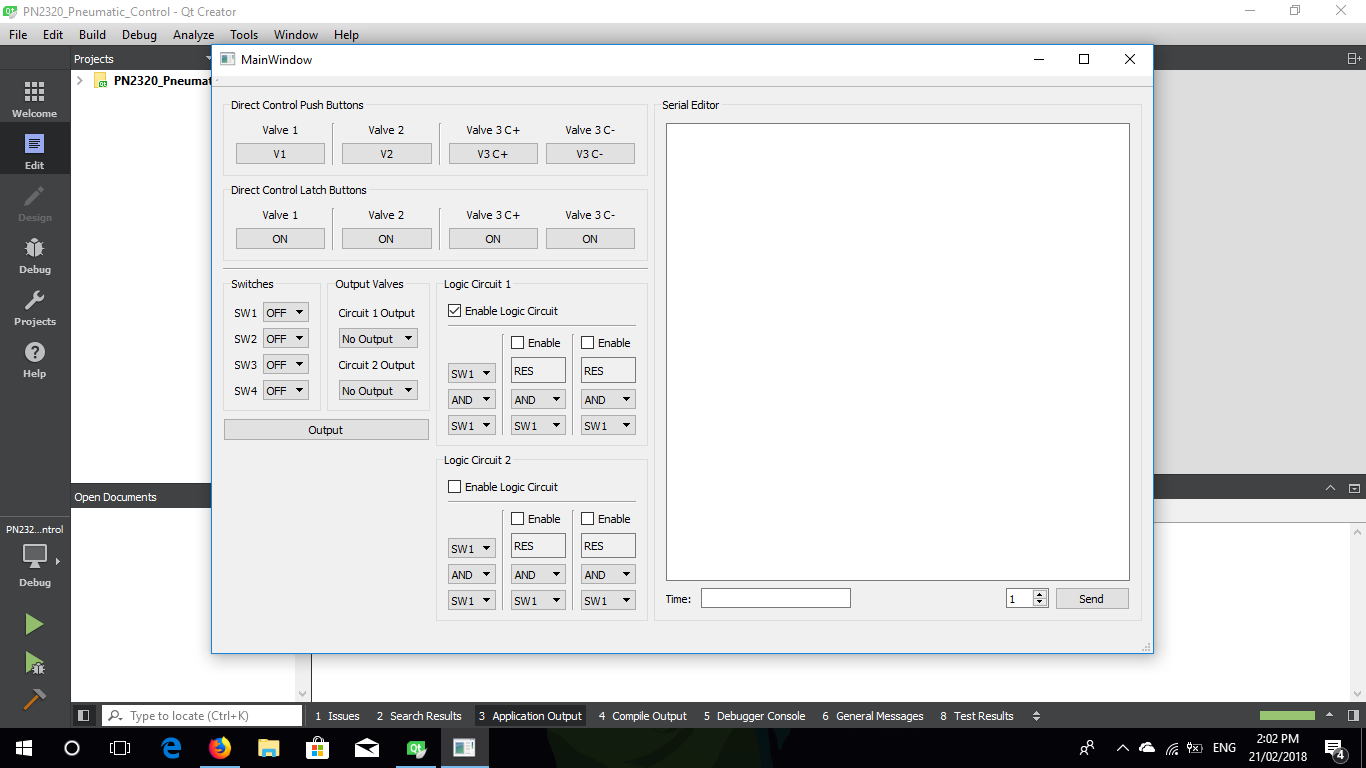 PN2320_Pneumatic_Control - Qt Creator
File Edit Build Debug Analyze Tools Window Help
Projects
PN2320_Pneumat
Welcome
Edit
Design
Debug
Projects
Help
MainWindow
Direct Control Push Buttons
Valve 1 Valve 2 Valve 3 C+ Valve 3 C-
V1 V2 V3 C+ V3 C-
Direct Control Latch Buttons
Valve 1 Valve 2 Valve 3 C+ Valve 3 C-
ON ON ON ON
Switches
SW1 OFF
SW2 OFF
SW3 OFF
SW4 OFF
Output Valves
Circuit 1 Output
No Output
Circuit 2 Output
No Output
Output
Logic Circuit 1
Enable Logic Circuit
Enable Enable
SW1 RES RES
AND AND AND
SW1 SW1 SW1
Logic Circuit 2
Enable Logic Circuit
Enable Enable
SW1 RES RES
AND AND AND
SW1 SW1 SW1
Serial Editor
Time: 1 Send
Open Documents
PN232...ntrol
Debug
Type to locate (Ctrl+K) 1 Issues 2 Search Results 3 Application Output 4 Compile Output 5 Debugger Console 6 General Messages 8 Test Results
ENG
2:02 PM
21/02/2018
4